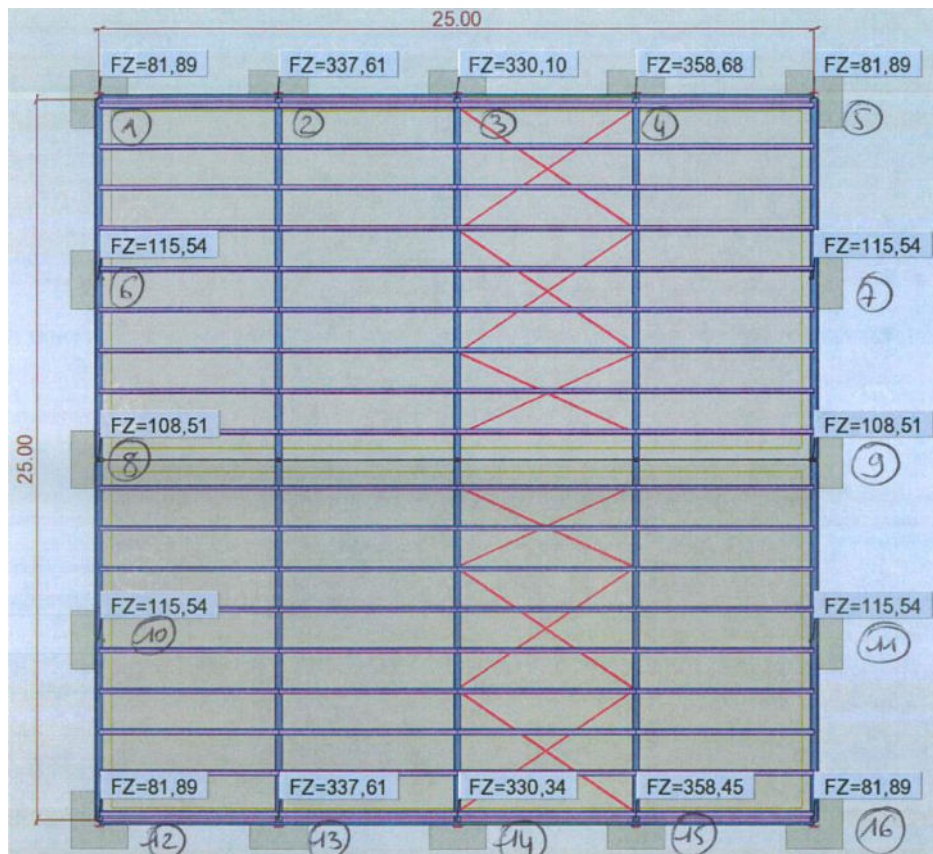 25.00
FZ=81,89 FZ=337,61 FZ=330,10 FZ=358,68 FZ=81,89
1 2 3 4 5
FZ=115,54 FZ=115,54
6 7
25.00
FZ=108,51 FZ=108,51
8 9
FZ=115,54 FZ=115,54
10 11
FZ=81,89 FZ=337,61 FZ=330,34 FZ=358,45 FZ=81,89
12 13 14 15 16